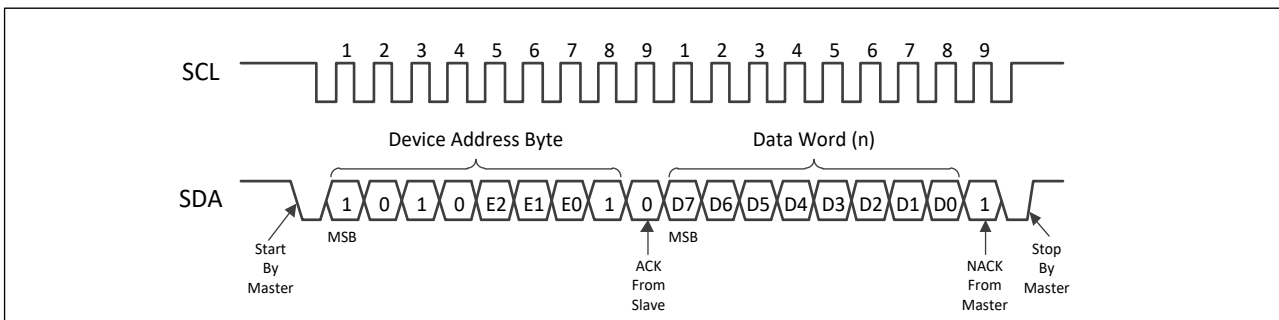 1 2 3 4 5 6 7 8 9 1 2 3 4 5 6 7 8 9
SCL
Device Address Byte
Data Word (n)
SDA
1 0 1 0 E2 E1 E0 1 0 D7 D6 D5 D4 D3 D2 D1 D0 1
MSB
MSB
Start
By
Master
ACK
From
Slave
NACK
From
Master
Stop
By
Master